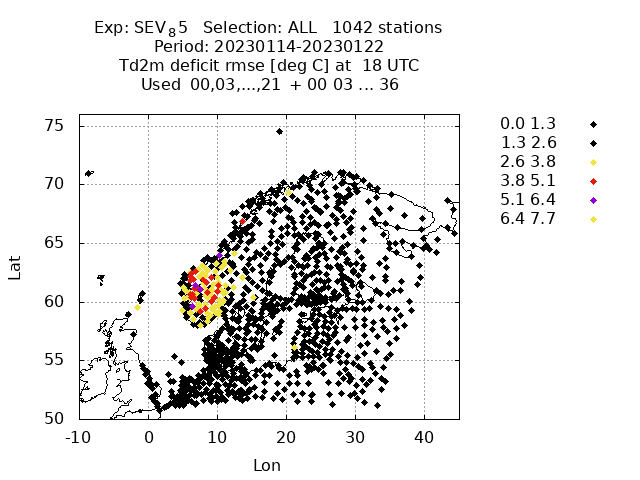 Exp: SEV8 5 Selection: ALL 1042 stations
Period: 20230114-20230122
Td2m deficit rmse [deg C] at 18 UTC
Used 00,03,...,21 + 00 03 ... 36
75
70
65
60
55
50
-10 0 10 20 30 40
Lat
Lon
0.0 1.3
1.3 2.6
2.6 3.8
3.8 5.1
5.1 6.4
6.4 7.7